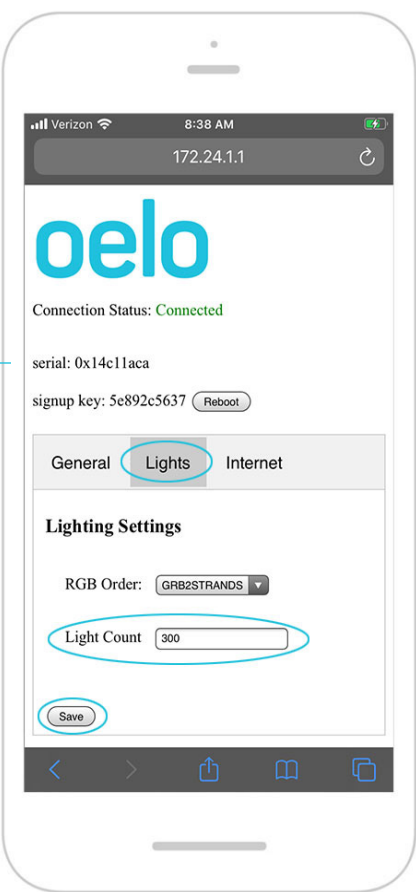 Verizon 8:38 AM
172.24.1.1
oelo
Connection Status: Connected
serial: 0x14c11aca
signup key: 5e892c5637 Reboot
General Lights Internet
Lighting Settings
RGB Order: GRB2STRANDS
Light Count 300
Save